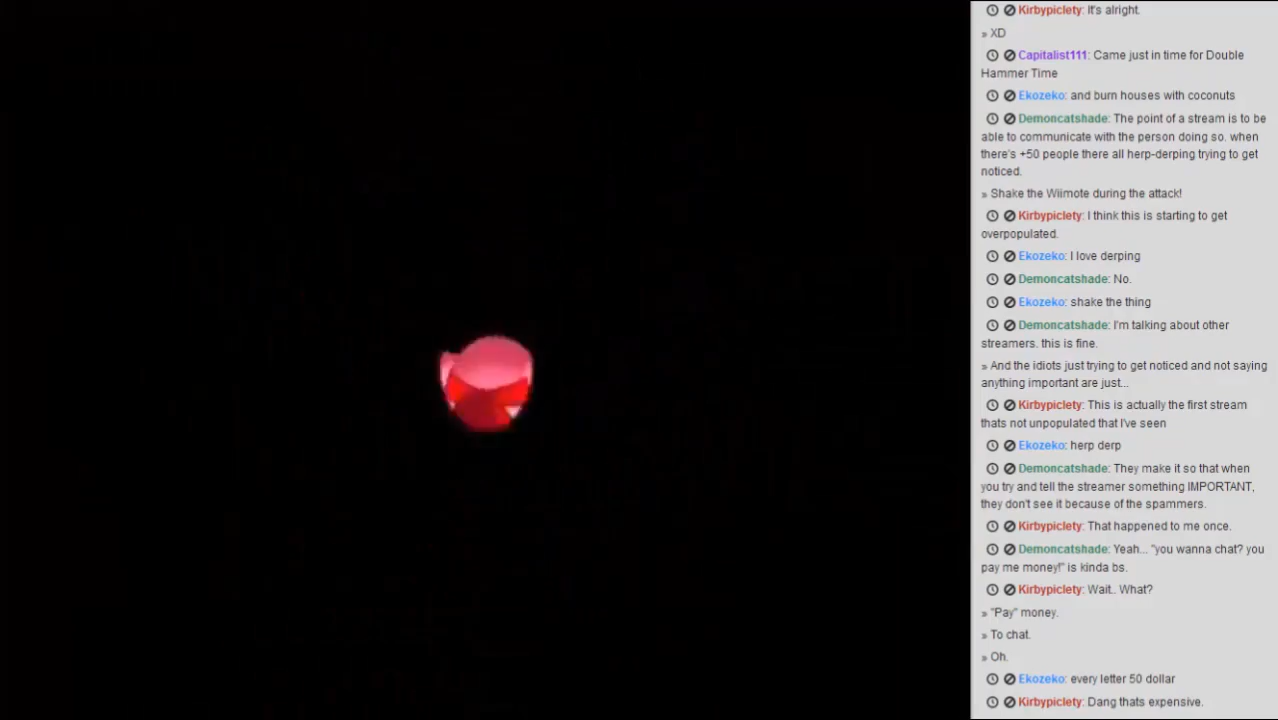 Kirbypiclety: It's alright.
» XD
Capitalist111: Came just in time for Double
Hammer Time
Ekozeko: and burn houses with coconuts
Demoncatshade: The point of a stream is to be
able to communicate with the person doing so. when
there's +50 people there all herp-derping trying to get
noticed.
» Shake the Wiimote during the attack!
Kirbypiclety: I think this is starting to get
overpopulated.
Ekozeko: I love derping
Demoncatshade: No.
Ekozeko: shake the thing
Demoncatshade: I'm talking about other
streamers. this is fine.
» And the idiots just trying to get noticed and not saying
anything important are just...
Kirbypiclety: This is actually the first stream
thats not unpopulated that I've seen
Ekozeko: herp derp
Demoncatshade: They make it so that when
you try and tell the streamer something IMPORTANT,
they don't see it because of the spammers.
Kirbypiclety: That happened to me once.
Demoncatshade: Yeah... "you wanna chat? you
pay me money!" is kinda bs.
Kirbypiclety: Wait.. What?
» "Pay" money.
» To chat.
» Oh.
Ekozeko: every letter 50 dollar
Kirbypiclety: Dang thats expensive.